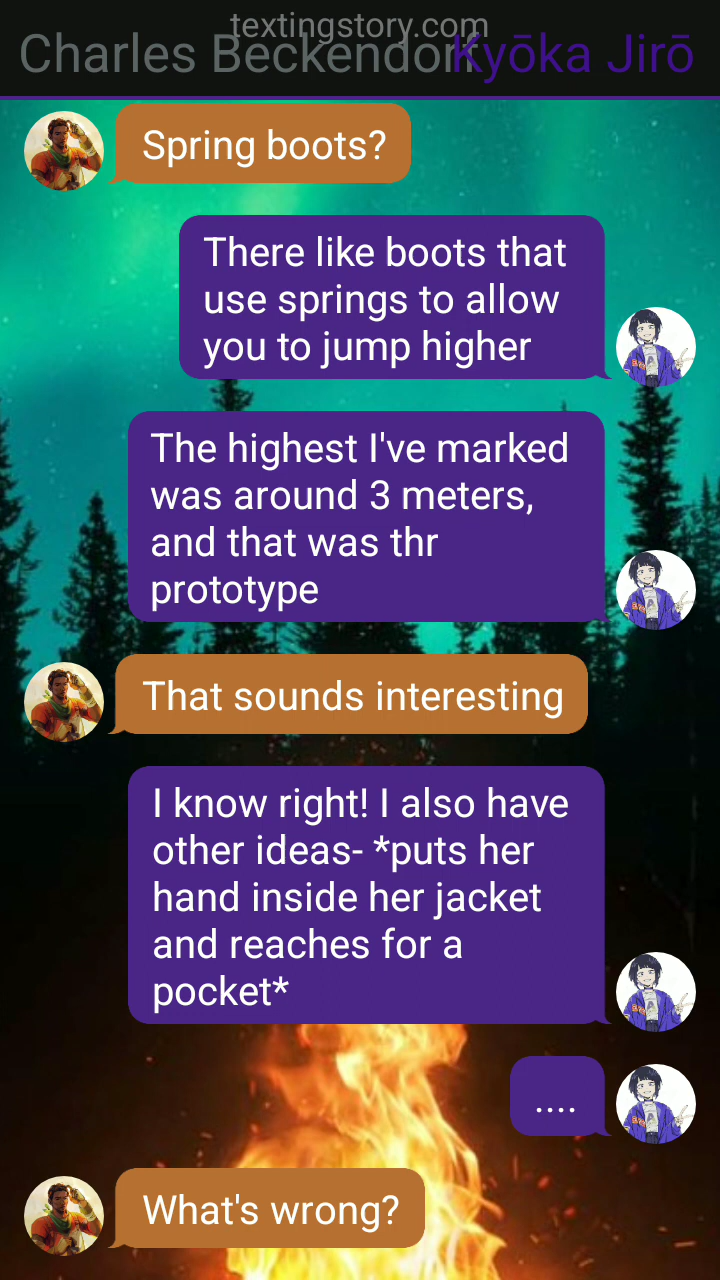 textingstory.com
Charles Beckendorf Kyōka Jirō
Spring boots?
There like boots that
use springs to allow
you to jump higher
The highest I've marked
was around 3 meters,
and that was thr
prototype
That sounds interesting
I know right! I also have
other ideas- *puts her
hand inside her jacket
and reaches for a
pocket*
....
What's wrong?